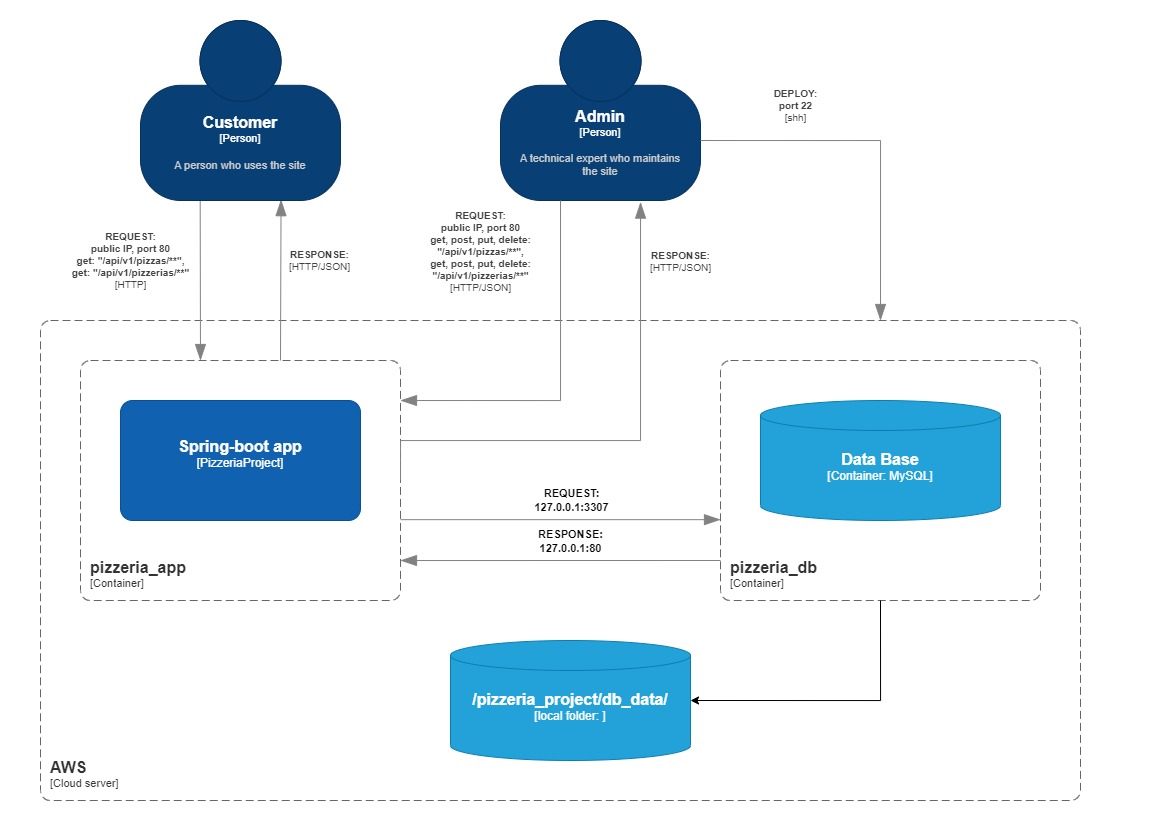 Customer
[Person]
A person who uses the site
Admin
[Person]
A technical expert who maintains
the site
DEPLOY:
port 22
[shh]
REQUEST:
public IP, port 80
get: "/api/v1/pizzas/**",
get: "/api/v1/pizzerias/**"
[HTTP]
RESPONSE:
[HTTP/JSON]
REQUEST:
public IP, port 80
get, post, put, delete:
"/api/v1/pizzas/**",
get, post, put, delete:
"/api/v1/pizzerias/**"
[HTTP/JSON]
RESPONSE:
[HTTP/JSON]
Spring-boot app
[PizzeriaProject]
pizzeria_app
[Container]
REQUEST:
127.0.0.1:3307
RESPONSE:
127.0.0.1:80
Data Base
[Container: MySQL]
pizzeria_db
[Container]
/pizzeria_project/db_data/
[local folder: ]
AWS
[Cloud server]